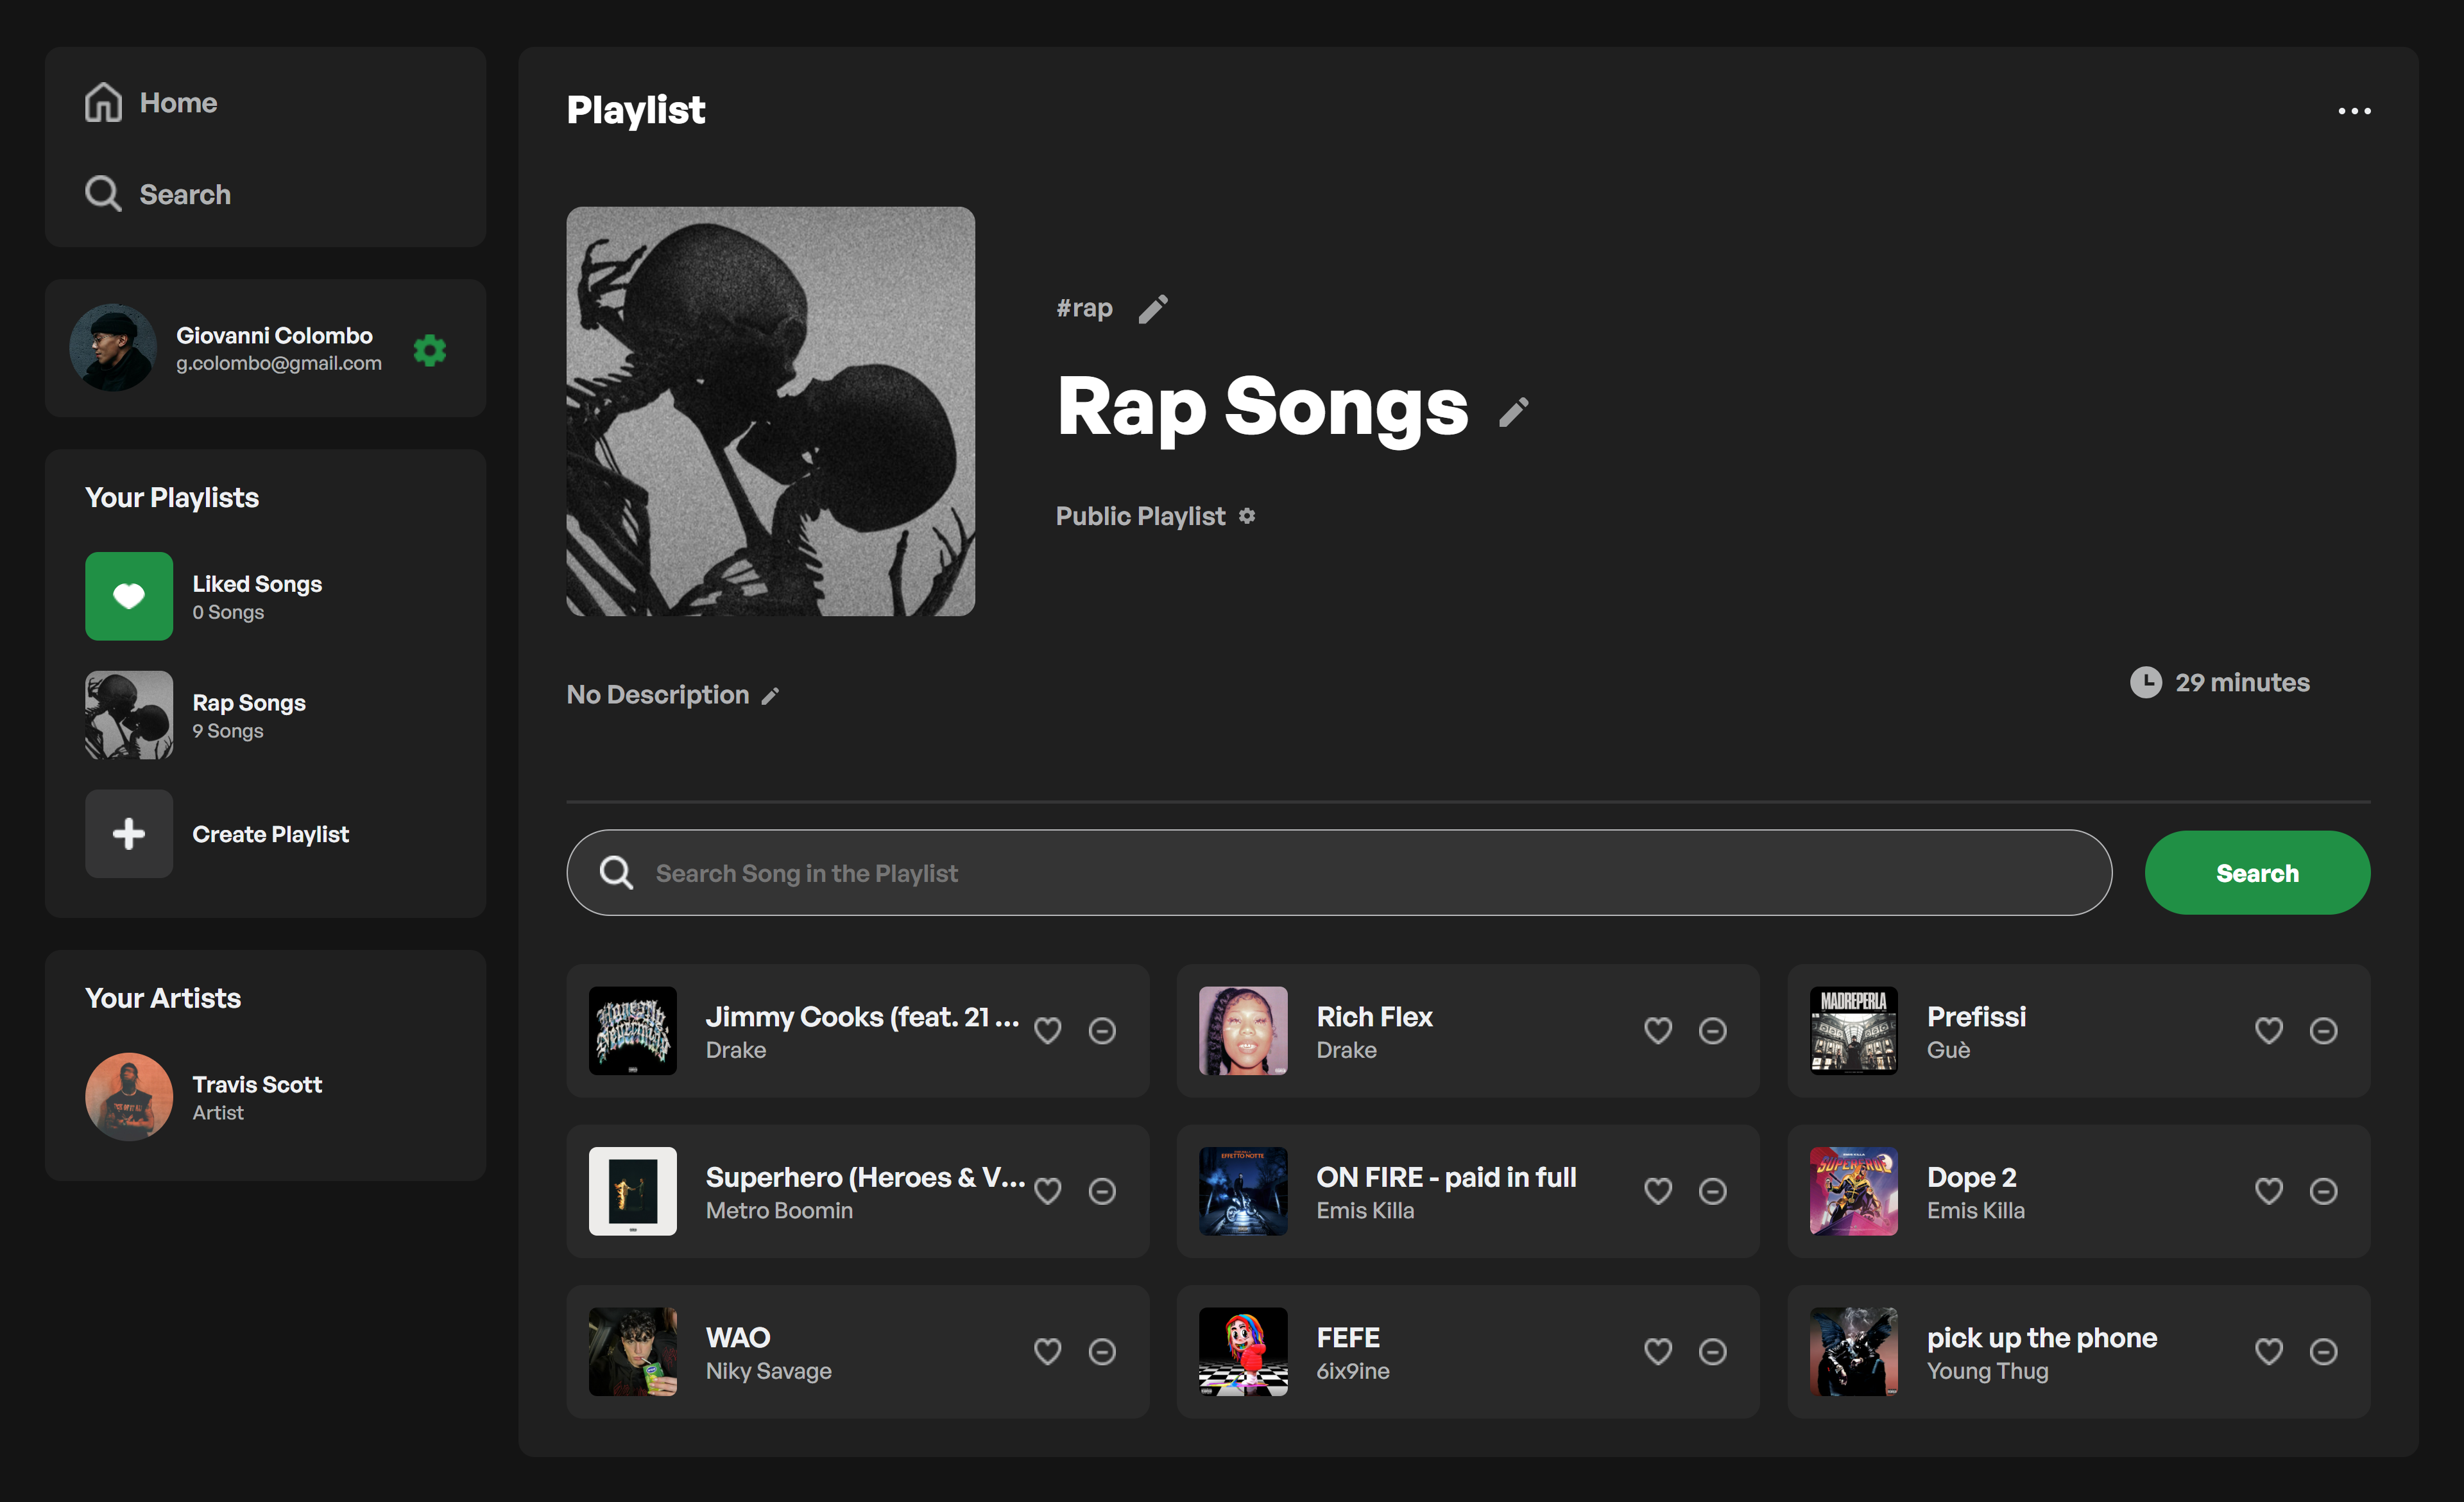 Home
Search
Giovanni Colombo
g.colombo@gmail.com
Your Playlists
Liked Songs
0 Songs
Rap Songs
9 Songs
Create Playlist
Your Artists
Travis Scott
Artist
Playlist
#rap
Rap Songs
Public Playlist
No Description
29 minutes
Search Song in the Playlist
Search
Jimmy Cooks (feat. 21 ...
Drake
Rich Flex
Drake
MADREPERLA
Prefissi
Guè
Superhero (Heroes & V...
Metro Boomin
EFFETTO NOTTE
ON FIRE - paid in full
Emis Killa
SUPEREROE
Dope 2
Emis Killa
WAO
Niky Savage
FEFE
6ix9ine
pick up the phone
Young Thug